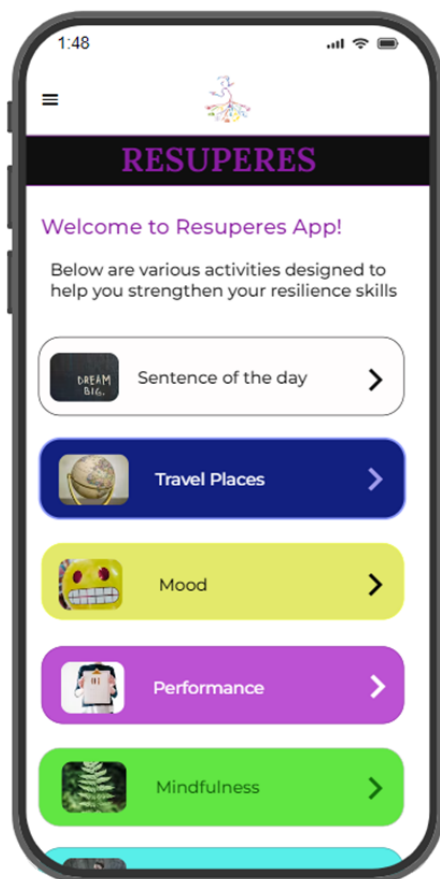 1:48
RESUPERES
Welcome to Resuperes App!
Below are various activities designed to
help you strengthen your resilience skills
DREAM
BIG.
Sentence of the day
Travel Places
Mood
Performance
Mindfulness